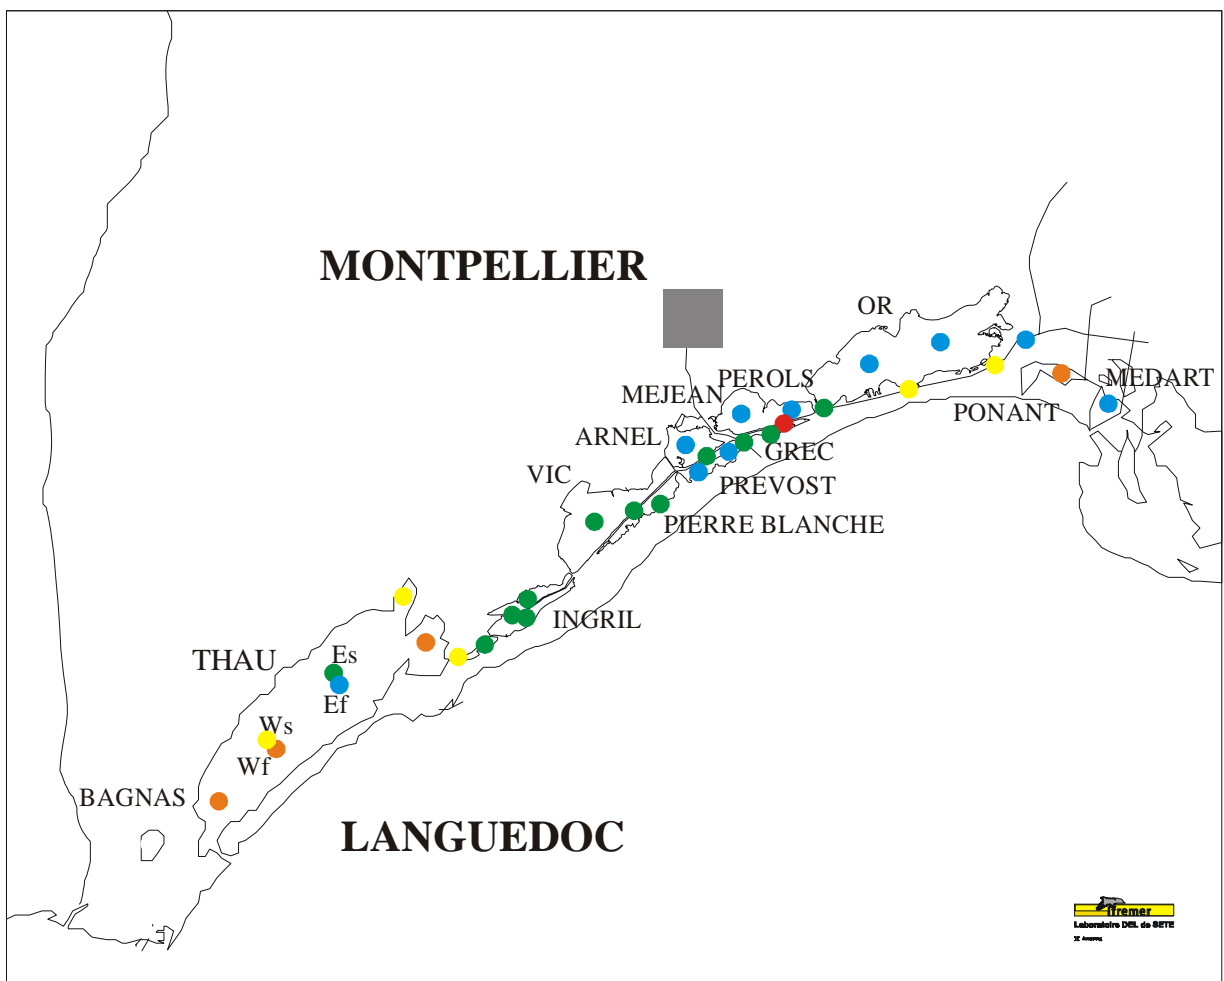 MONTPELLIER
OR
PEROLS
MEDART
MEJEAN
PONANT
ARNEL
GREC
VIC
PREVOST
PIERRE BLANCHE
INGRIL
THAU
Es
Ef
Ws
Wf
BAGNAS
LANGUEDOC
Ifremer
Laboratoire DEL de SETE